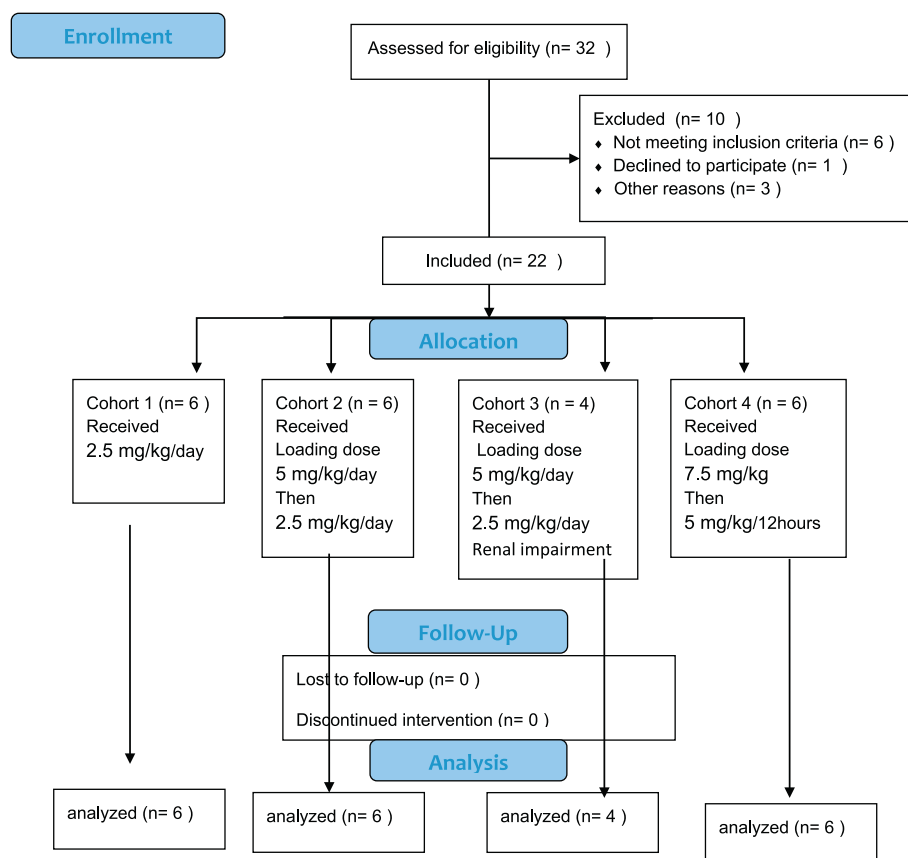 Enrollment
Assessed for eligibility (n= 32 )
Excluded (n= 10 )
♦ Not meeting inclusion criteria (n= 6 )
♦ Declined to participate (n= 1 )
♦ Other reasons (n= 3 )
Included (n= 22 )
Allocation
Cohort 1 (n= 6 )
Received
2.5 mg/kg/day
Cohort 2 (n = 6)
Received
Loading dose
5 mg/kg/day
Then
2.5 mg/kg/day
Cohort 3 (n = 4)
Received
Loading dose
5 mg/kg/day
Then
2.5 mg/kg/day
Renal impairment
Cohort 4 (n = 6)
Received
Loading dose
7.5 mg/kg
Then
5 mg/kg/12hours
Follow-Up
Lost to follow-up (n= 0 )
Discontinued intervention (n= 0 )
Analysis
analyzed (n= 6 )
analyzed (n= 6 )
analyzed (n= 4 )
analyzed (n= 6 )